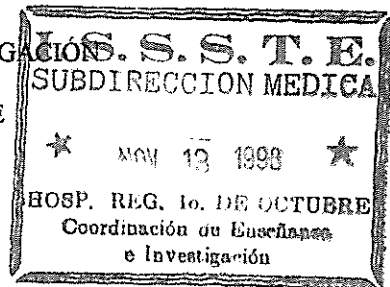 GACIÓN
I. S. S. S. T. E.
SUBDIRECCION MEDICA
E
NOV 13 1998
HOSP. REG. 1o. DE OCTUBRE
Coordinación de Enseñanza
e Investigación